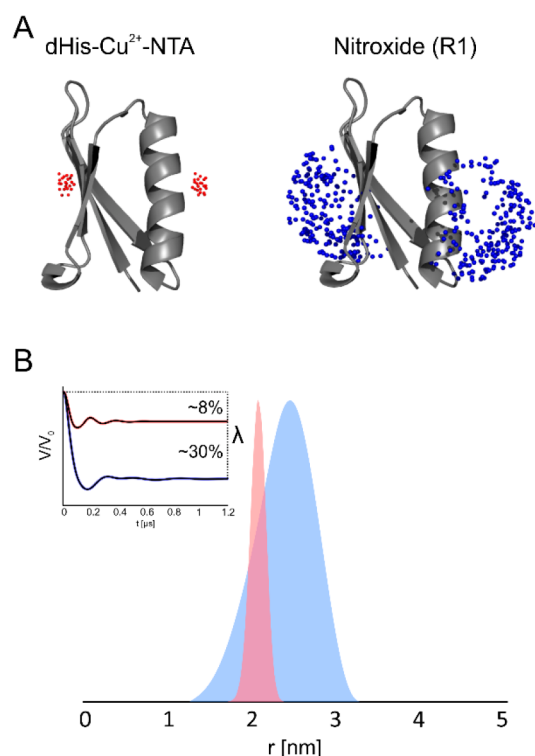 A
dHis-Cu²⁺-NTA
Nitroxide (R1)
B
V/V₀
~8%
~30%
λ
0 0.2 0.4 0.6 0.8 1.2
t [µs]
0 1 2 3 4 5
r [nm]